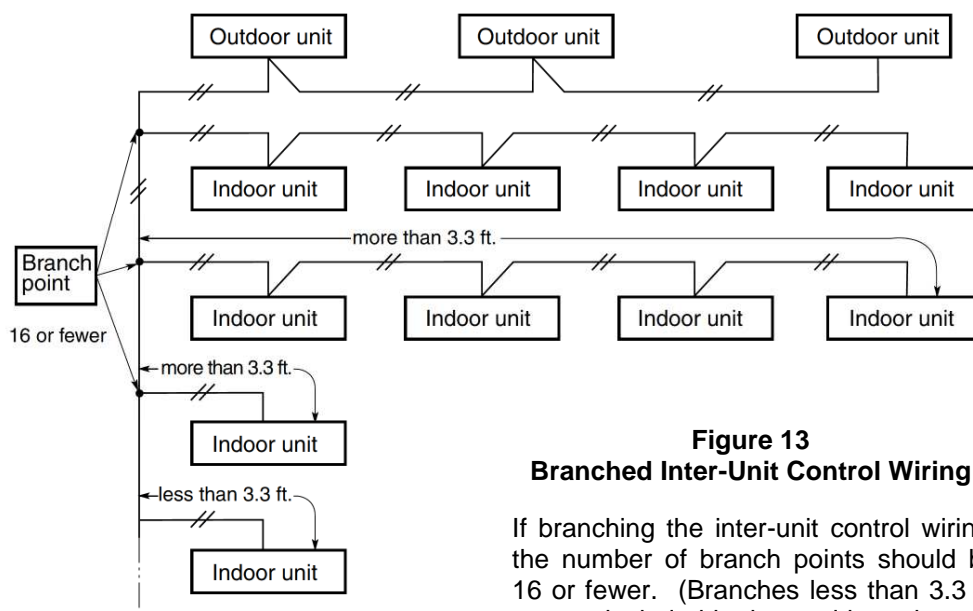 Outdoor unit Outdoor unit Outdoor unit
Indoor unit Indoor unit Indoor unit Indoor unit
more than 3.3 ft.
Branch
point
Indoor unit Indoor unit Indoor unit Indoor unit
16 or fewer
more than 3.3 ft.
Indoor unit
less than 3.3 ft.
Indoor unit
Figure 13
Branched Inter-Unit Control Wiring
If branching the inter-unit control wirin
the number of branch points should b
16 or fewer. (Branches less than 3.3